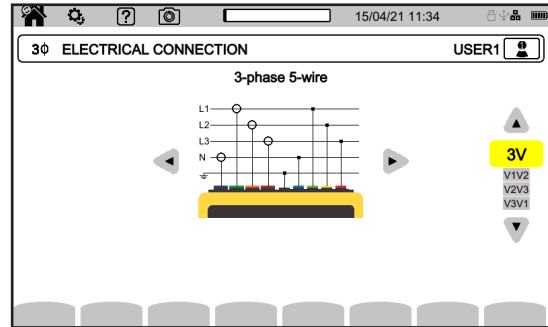 15/04/21 11:34
3ϕ ELECTRICAL CONNECTION USER1
3-phase 5-wire
L1
L2
L3
N
3V
V1V2
V2V3
V3V1